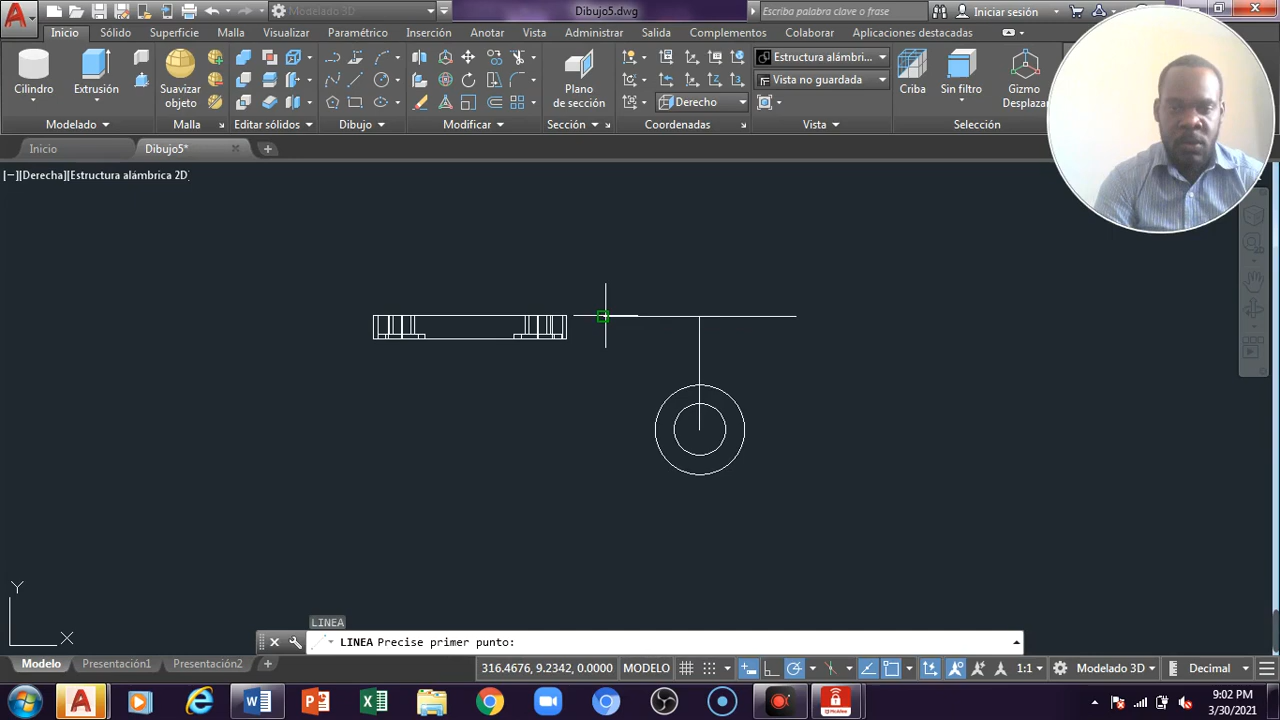 Modelado 3D
Dibujo5.dwg
Escriba palabra clave o frase
Iniciar sesión
Inicio
Sólido
Superficie
Malla
Visualizar
Paramétrico
Inserción
Anotar
Vista
Administrar
Salida
Complementos
Colaborar
Aplicaciones destacadas
Cilindro
Extrusión
Suavizar
objeto
Plano
de sección
Estructura alámbri...
Vista no guardada
Derecho
Criba
Sin filtro
Gizmo
Desplaz
Modelado
Malla
Editar sólidos
Dibujo
Modificar
Sección
Coordenadas
Vista
Selección
Inicio
Dibujo5*
[−][Derecha][Estructura alámbrica 2D]
Y
X
LINEA
LINEA Precise primer punto:
Modelo
Presentación1
Presentación2
316.4676, 9.2342, 0.0000
MODELO
1:1
Modelado 3D
Decimal
9:02 PM
3/30/2021